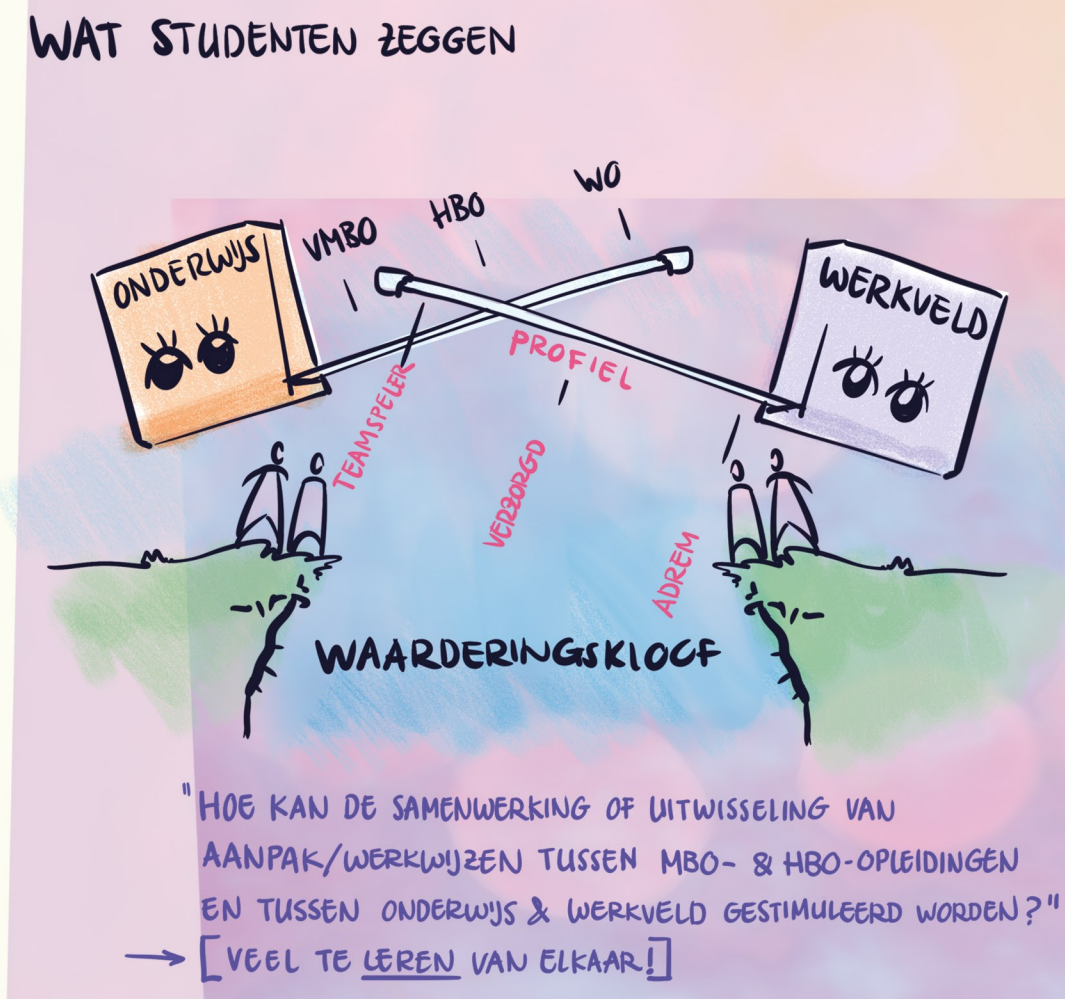 WAT STUDENTEN ZEGGEN
WO
HBO
VMBO
ONDERWIJS
WERKVELD
PROFIEL
TEAMSPELER
VERZORGD
ADREM
WAARDERINGSKLOOF
"HOE KAN DE SAMENWERKING OF UITWISSELING VAN
AANPAK/WERKWIJZEN TUSSEN MBO- & HBO-OPLEIDINGEN
EN TUSSEN ONDERWIJS & WERKVELD GESTIMULEERD WORDEN?"
→ [VEEL TE LEREN VAN ELKAAR!]